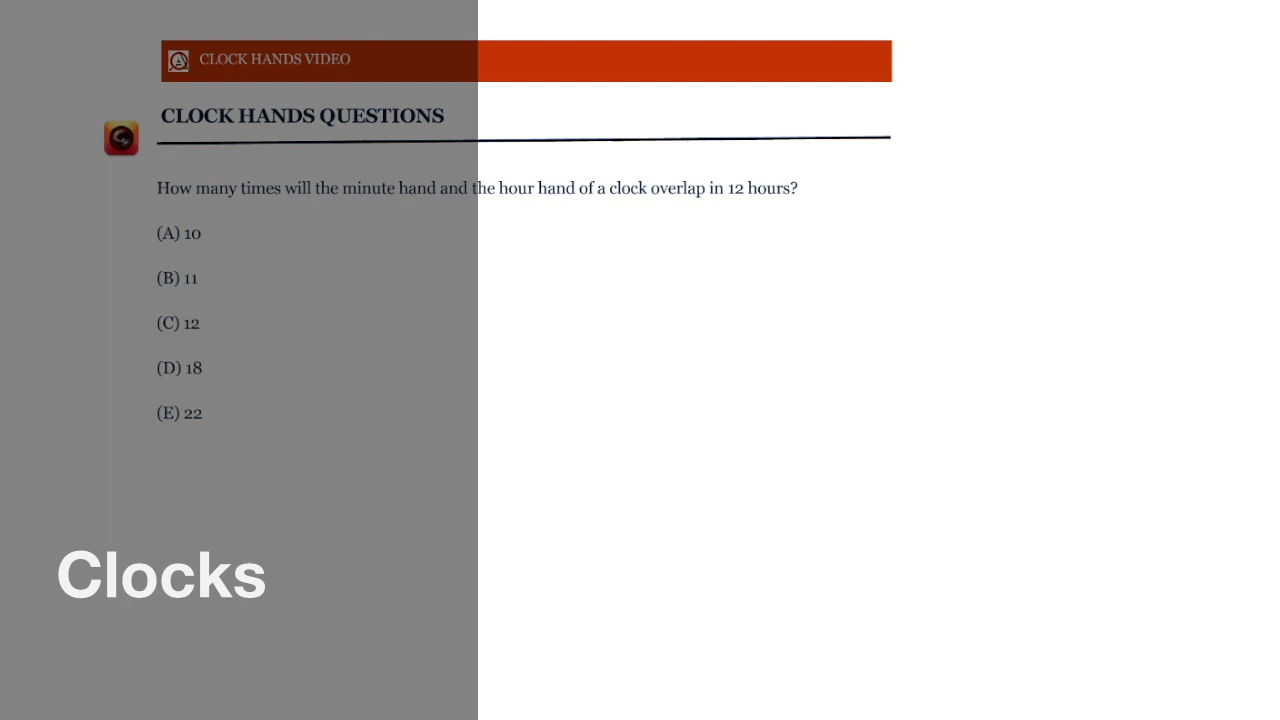 CLOCK HANDS VIDEO
CLOCK HANDS QUESTIONS
How many times will the minute hand and the hour hand of a clock overlap in 12 hours?
(A) 10
(B) 11
(C) 12
(D) 18
(E) 22
Clocks